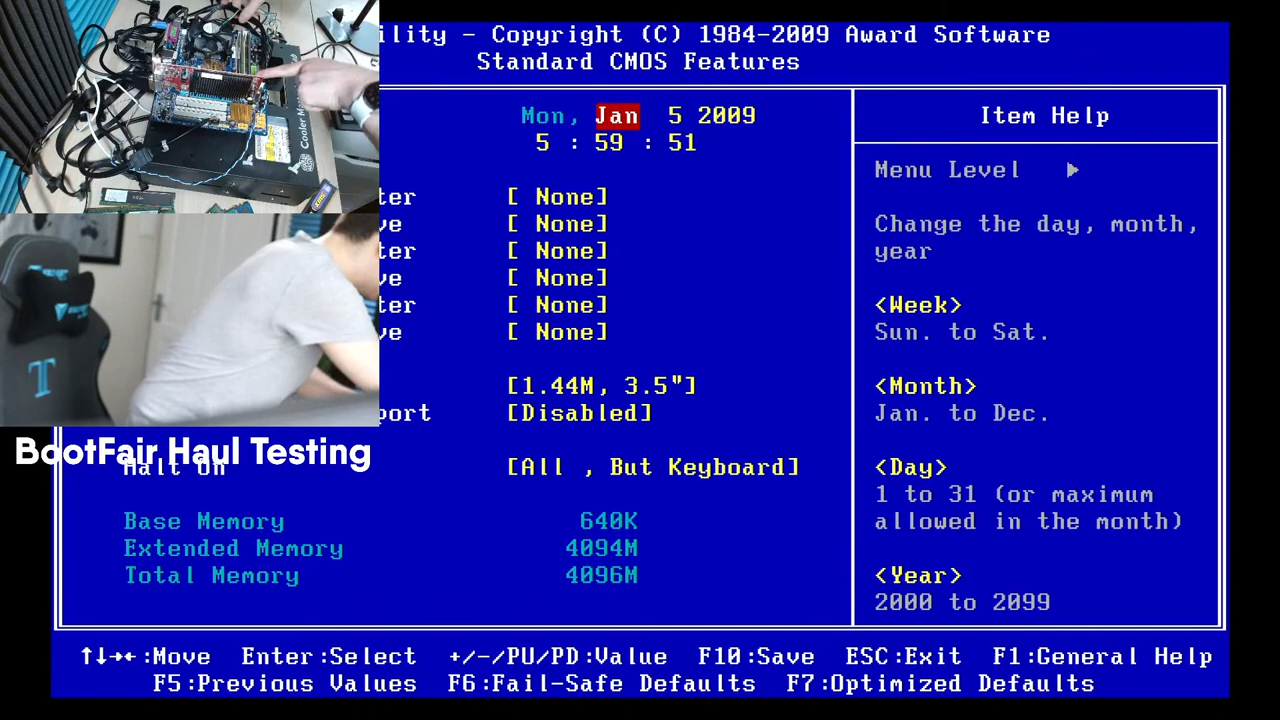 ility - Copyright (C) 1984-2009 Award Software
Standard CMOS Features
Mon, Jan 5 2009
5 : 59 : 51
ter [ None]
ve [ None]
ter [ None]
ve [ None]
ter [ None]
ve [ None]
[1.44M, 3.5"]
port [Disabled]
Halt On [All , But Keyboard]
Base Memory 640K
Extended Memory 4094M
Total Memory 4096M
Item Help
Menu Level ▶
Change the day, month,
year
<Week>
Sun. to Sat.
<Month>
Jan. to Dec.
<Day>
1 to 31 (or maximum
allowed in the month)
<Year>
2000 to 2099
↑↓→←:Move Enter:Select +/-/PU/PD:Value F10:Save ESC:Exit F1:General Help
F5:Previous Values F6:Fail-Safe Defaults F7:Optimized Defaults
Cooler M
T
BootFair Haul Testing